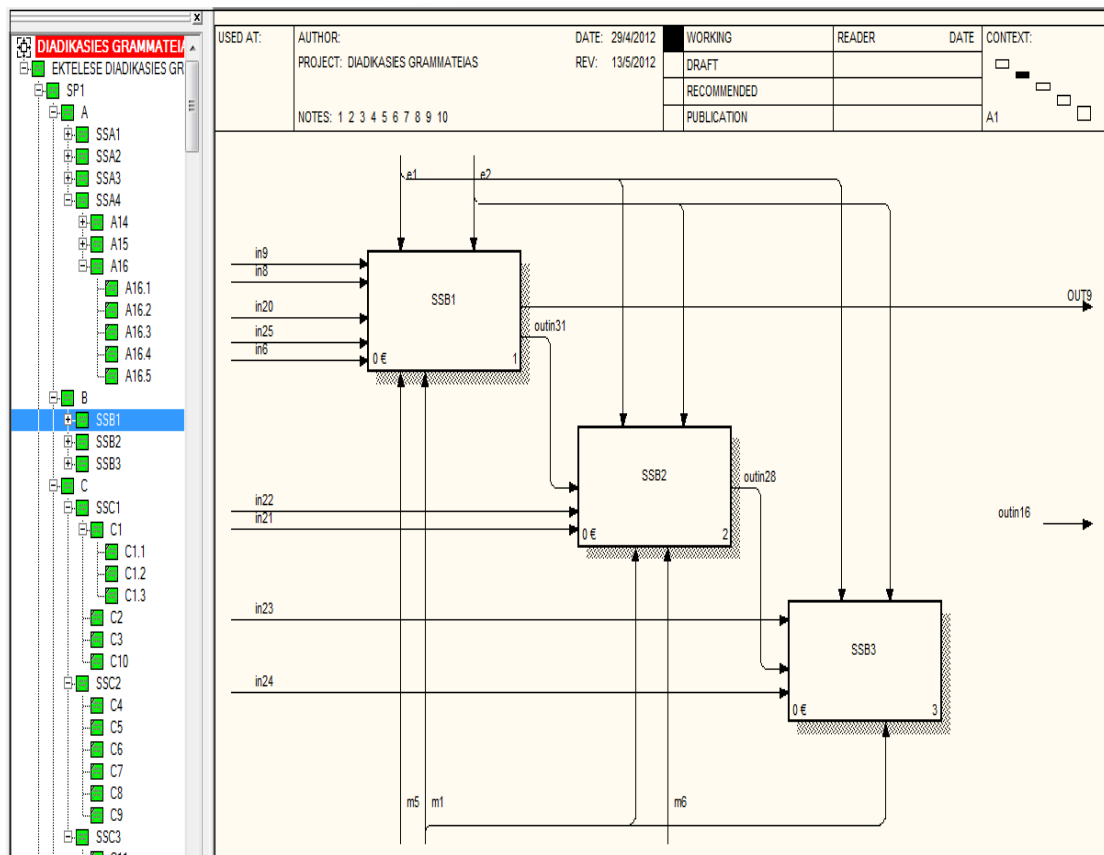 x
DIADIKASIES GRAMMATEIA
EKTELESE DIADIKASIES GR
SP1
A
SSA1
SSA2
SSA3
SSA4
A14
A15
A16
A16.1
A16.2
A16.3
A16.4
A16.5
B
SSB1
SSB2
SSB3
C
SSC1
C1
C1.1
C1.2
C1.3
C2
C3
C10
SSC2
C4
C5
C6
C7
C8
C9
SSC3
USED AT: AUTHOR: DATE: 29/4/2012 WORKING READER DATE CONTEXT:
PROJECT: DIADIKASIES GRAMMATEIAS REV: 13/5/2012 DRAFT
RECOMMENDED
NOTES: 1 2 3 4 5 6 7 8 9 10 PUBLICATION A1
e1 e2
in9
in8
SSB1
OUT9
in20
in25
outin31
in6
0 € 1
SSB2
outin28
in22
in21
outin16
0 € 2
in23
SSB3
in24
0 € 3
m5 m1 m6